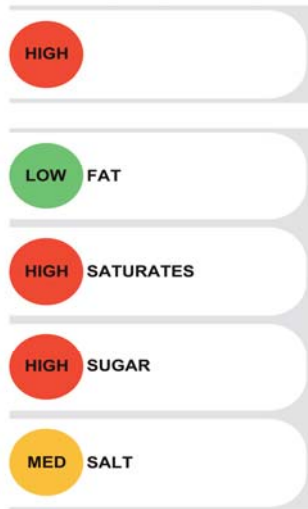 HIGH
LOW FAT
HIGH SATURATES
HIGH SUGAR
MED SALT